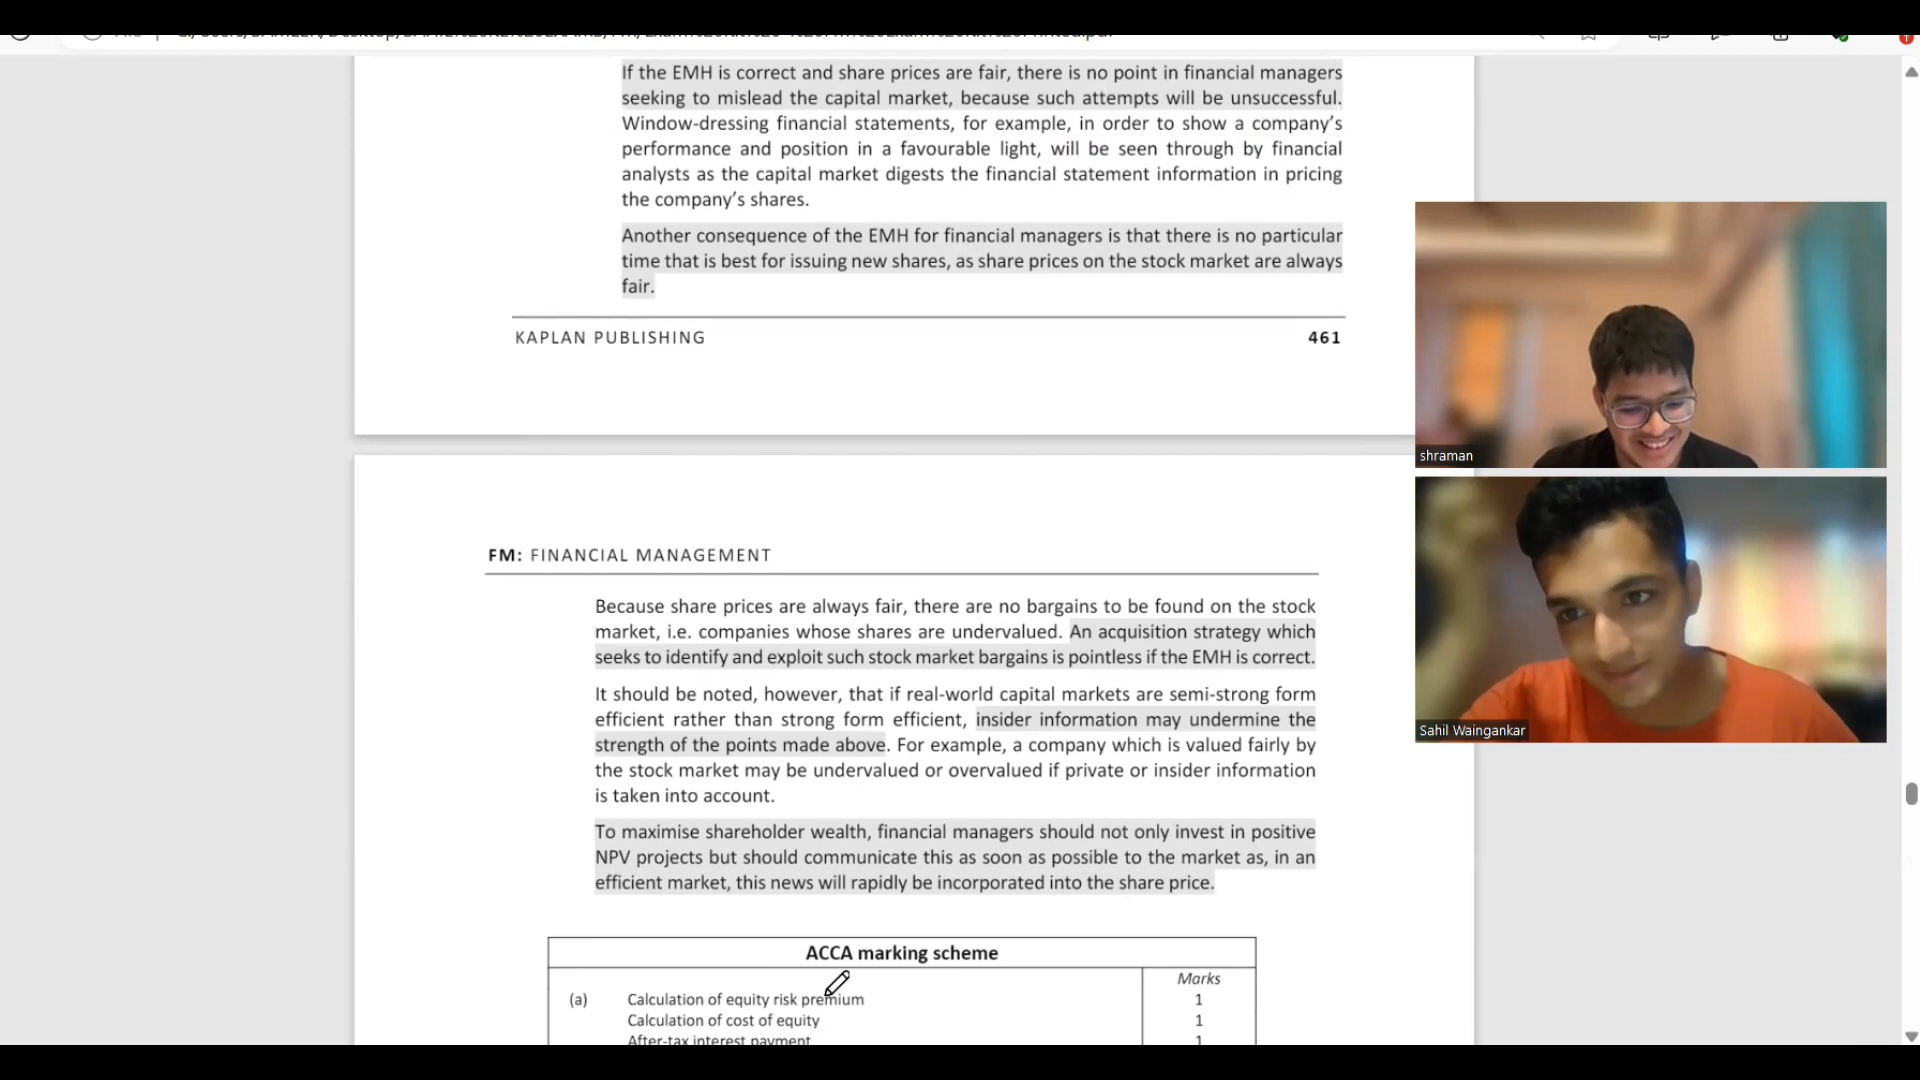 If the EMH is correct and share prices are fair, there is no point in financial managers
seeking to mislead the capital market, because such attempts will be unsuccessful.
Window-dressing financial statements, for example, in order to show a company's
performance and position in a favourable light, will be seen through by financial
analysts as the capital market digests the financial statement information in pricing
the company's shares.
Another consequence of the EMH for financial managers is that there is no particular
time that is best for issuing new shares, as share prices on the stock market are always
fair.
KAPLAN PUBLISHING 461
shraman
FM: FINANCIAL MANAGEMENT
Because share prices are always fair, there are no bargains to be found on the stock
market, i.e. companies whose shares are undervalued. An acquisition strategy which
seeks to identify and exploit such stock market bargains is pointless if the EMH is correct.
It should be noted, however, that if real-world capital markets are semi-strong form
efficient rather than strong form efficient, insider information may undermine the
strength of the points made above. For example, a company which is valued fairly by
the stock market may be undervalued or overvalued if private or insider information
is taken into account.
Sahil Waingankar
To maximise shareholder wealth, financial managers should not only invest in positive
NPV projects but should communicate this as soon as possible to the market as, in an
efficient market, this news will rapidly be incorporated into the share price.
ACCA marking scheme
Marks
(a) Calculation of equity risk premium 1
Calculation of cost of equity 1
After-tax interest payment 1